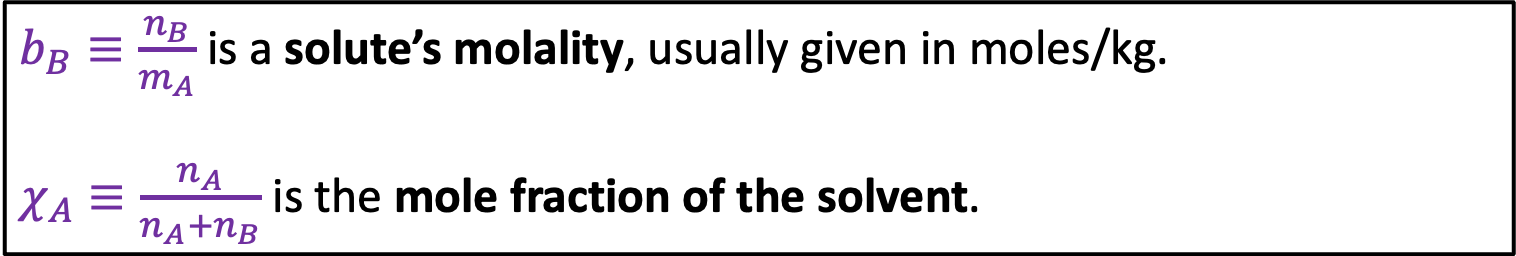 b_B ≡ n_B/m_A is a solute’s molality, usually given in moles/kg.
χ_A ≡ n_A/(n_A+n_B) is the mole fraction of the solvent.